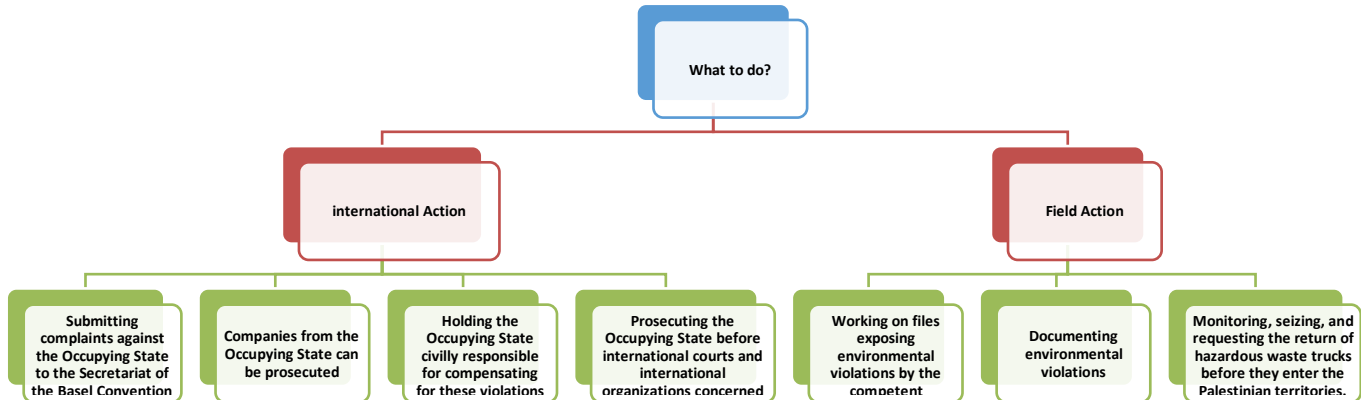 What to do?
international Action
Field Action
Submitting
complaints against
the Occupying State
to the Secretariat of
the Basel Convention
Companies from the
Occupying State can
be prosecuted
Holding the
Occupying State
civilly responsible
for compensating
for these violations
Prosecuting the
Occupying State before
international courts and
international
organizations concerned
Working on files
exposing
environmental
violations by the
competent
Documenting
environmental
violations
Monitoring, seizing, and
requesting the return of
hazardous waste trucks
before they enter the
Palestinian territories.